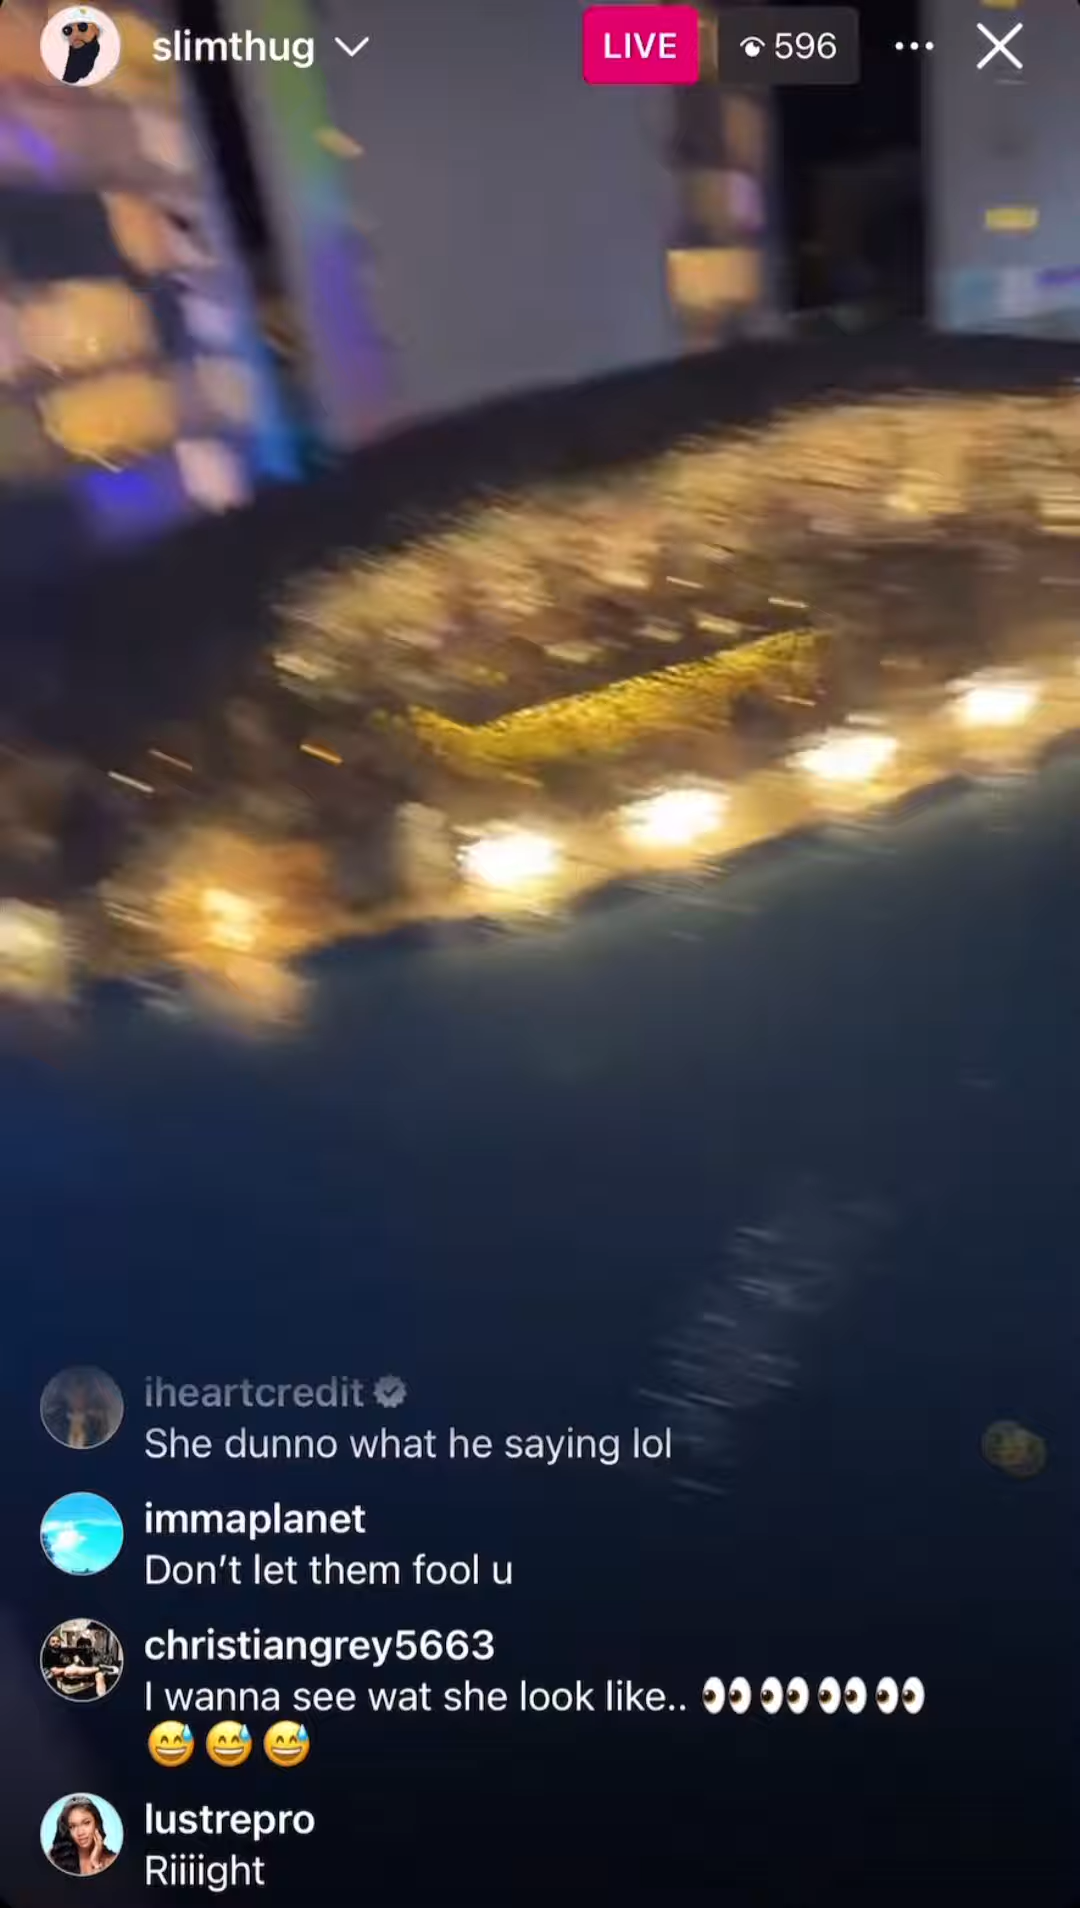 slimthug
LIVE
596
iheartcredit
She dunno what he saying lol
immaplanet
Don’t let them fool u
christiangrey5663
I wanna see wat she look like.. 👀👀👀👀
😅😅😅
lustrepro
Riiiight